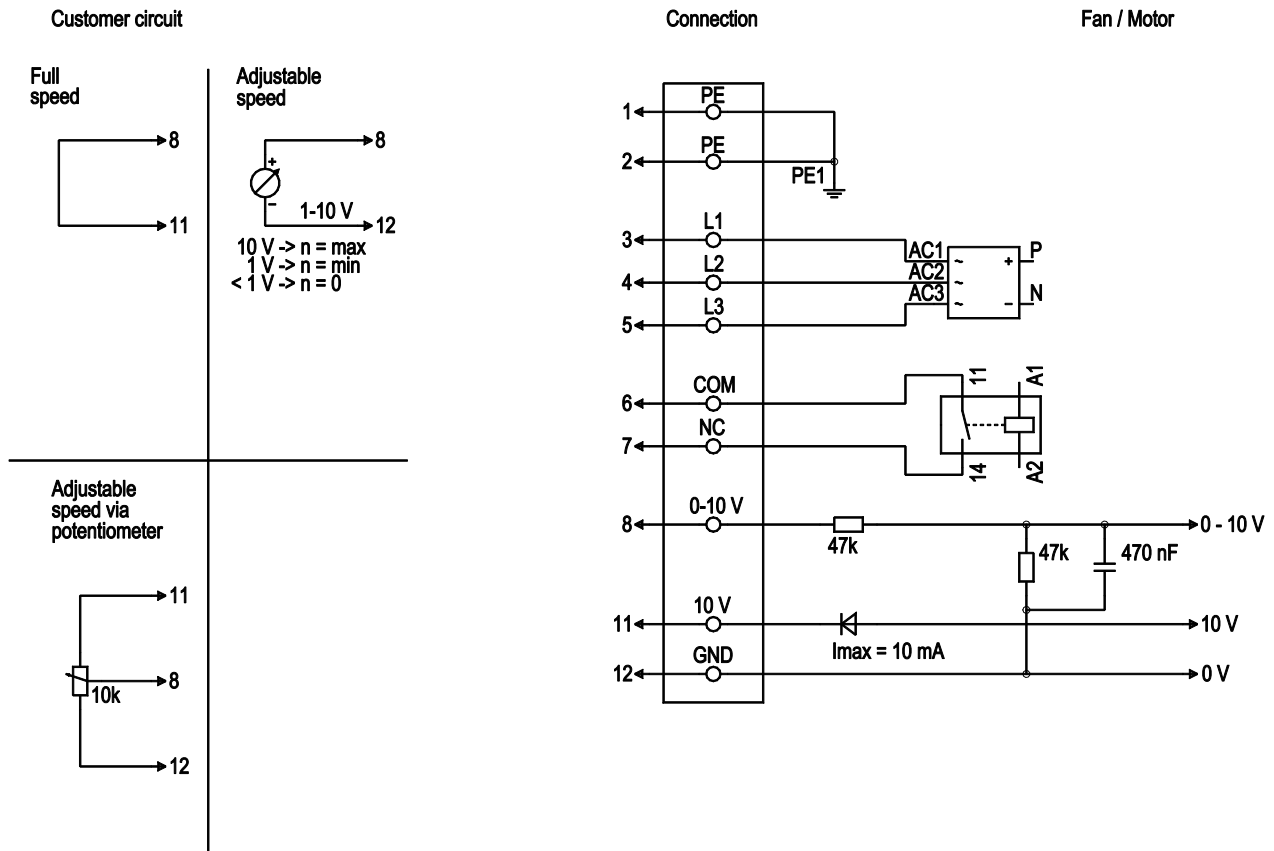 Customer circuit
Connection
Fan / Motor
Full
speed
8
11
Adjustable
speed
8
+
−
1-10 V
12
10 V -> n = max
1 V -> n = min
< 1 V -> n = 0
Adjustable
speed via
potentiometer
11
8
10k
12
1
PE
2
PE
PE1
3
L1
4
L2
5
L3
AC1
AC2
AC3
~
~
~
+
−
P
N
6
COM
7
NC
11
14
A1
A2
8
0-10 V
47k
47k
470 nF
0 - 10 V
11
10 V
Imax = 10 mA
10 V
12
GND
0 V